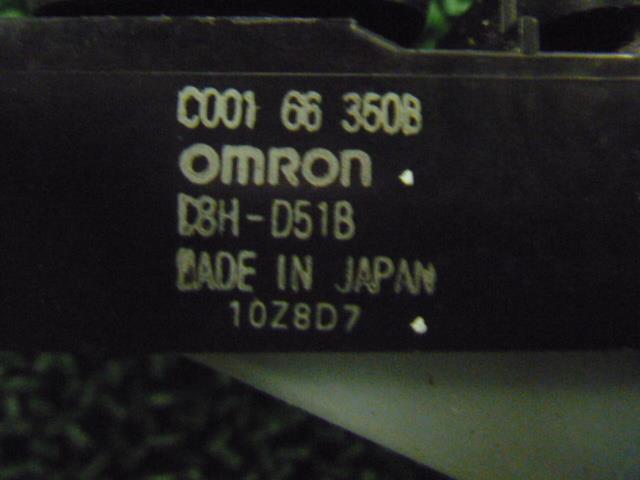 C001 66 350B
OMRON
D8H-D51B
MADE IN JAPAN
10Z8D7